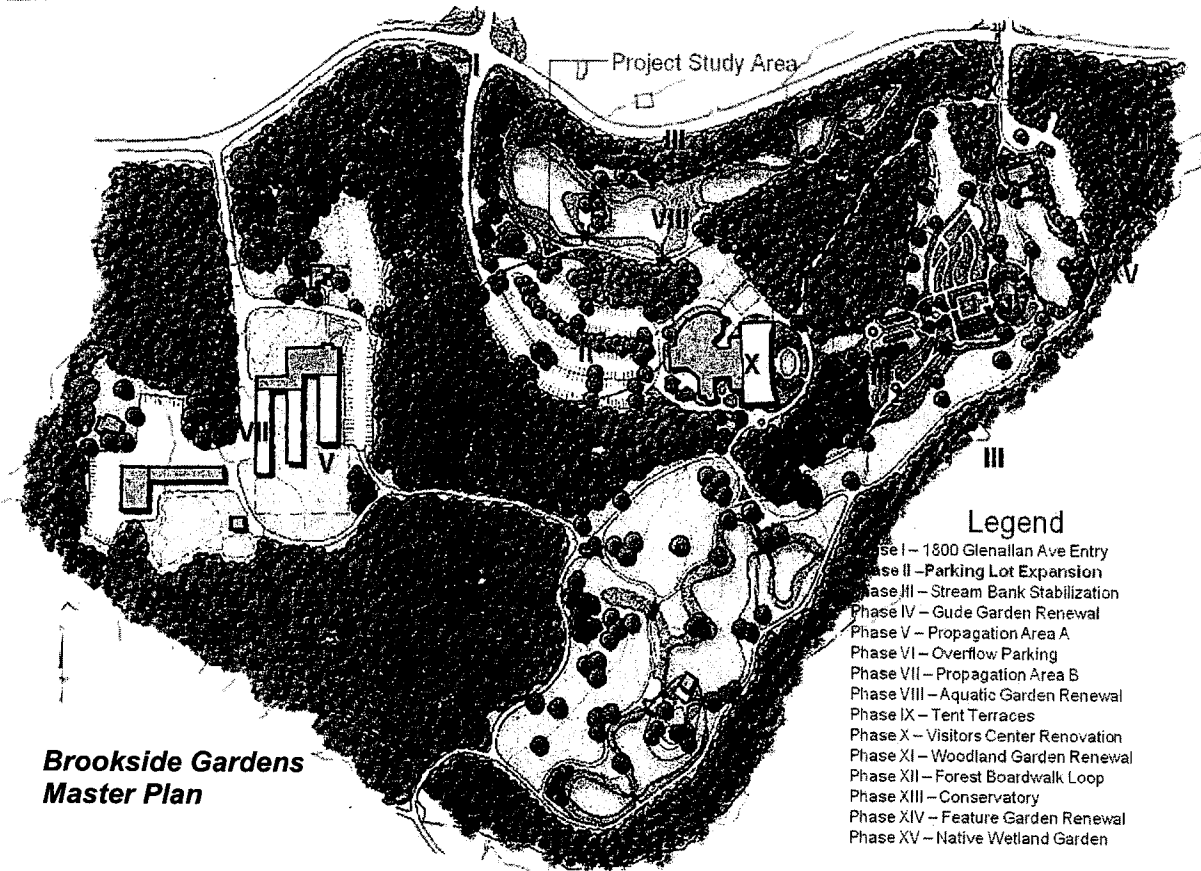 I
Project Study Area
III
VIII
XV
II
X
VII
V
III
Legend
ase I – 1800 Glenallan Ave Entry
ase II – Parking Lot Expansion
Phase III – Stream Bank Stabilization
Phase IV – Gude Garden Renewal
Phase V – Propagation Area A
Phase VI – Overflow Parking
Phase VII – Propagation Area B
Phase VIII – Aquatic Garden Renewal
Phase IX – Tent Terraces
Phase X – Visitors Center Renovation
Phase XI – Woodland Garden Renewal
Phase XII – Forest Boardwalk Loop
Phase XIII – Conservatory
Phase XIV – Feature Garden Renewal
Phase XV – Native Wetland Garden
Brookside Gardens
Master Plan